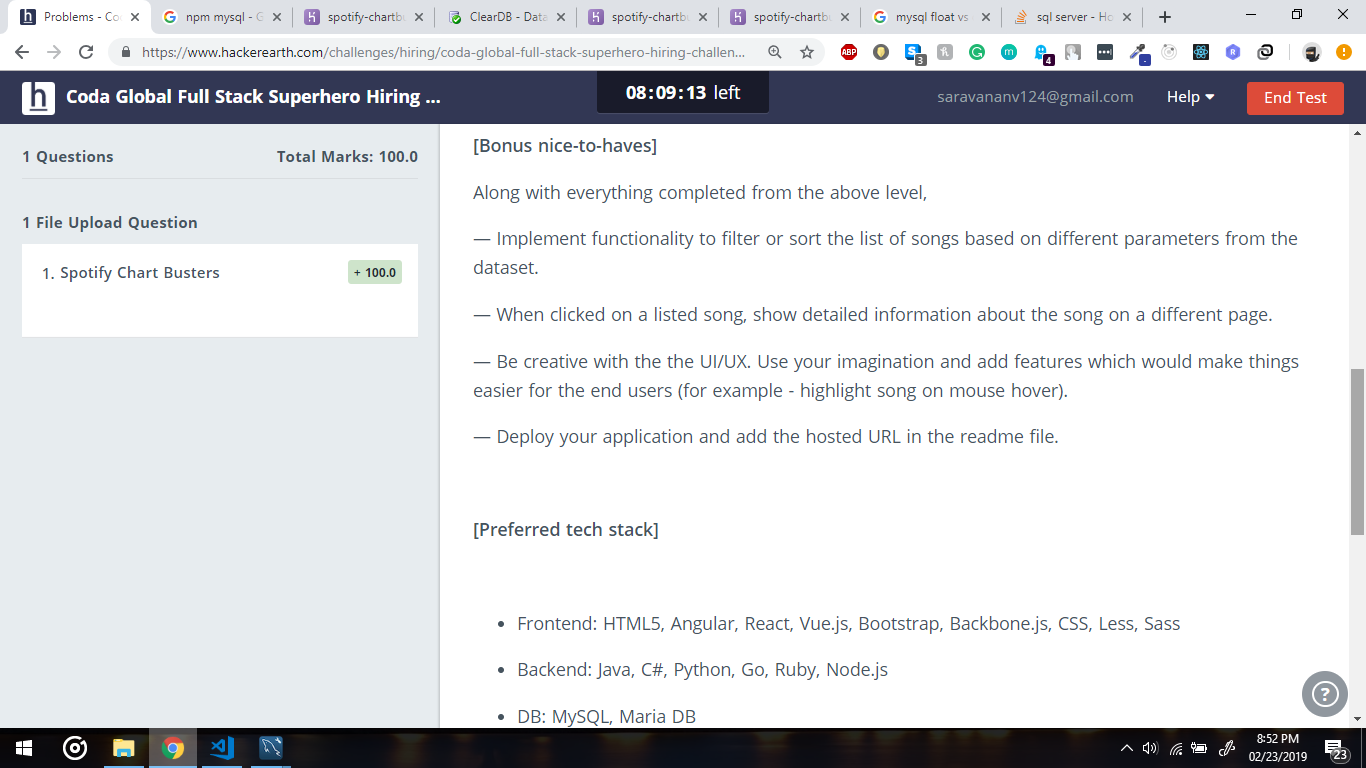 Problems - Co
npm mysql - G
spotify-chartb
ClearDB - Data
spotify-chartb
spotify-chartb
mysql float vs
sql server - Ho
https://www.hackerearth.com/challenges/hiring/coda-global-full-stack-superhero-hiring-challen...
ABP
3
4
h Coda Global Full Stack Superhero Hiring ...
08:09:13 left
saravananv124@gmail.com
Help
End Test
1 Questions
Total Marks: 100.0
1 File Upload Question
1. Spotify Chart Busters
+ 100.0
[Bonus nice-to-haves]
Along with everything completed from the above level,
— Implement functionality to filter or sort the list of songs based on different parameters from the
dataset.
— When clicked on a listed song, show detailed information about the song on a different page.
— Be creative with the the UI/UX. Use your imagination and add features which would make things
easier for the end users (for example - highlight song on mouse hover).
— Deploy your application and add the hosted URL in the readme file.
[Preferred tech stack]
• Frontend: HTML5, Angular, React, Vue.js, Bootstrap, Backbone.js, CSS, Less, Sass
• Backend: Java, C#, Python, Go, Ruby, Node.js
• DB: MySQL, Maria DB
?
8:52 PM
02/23/2019
23